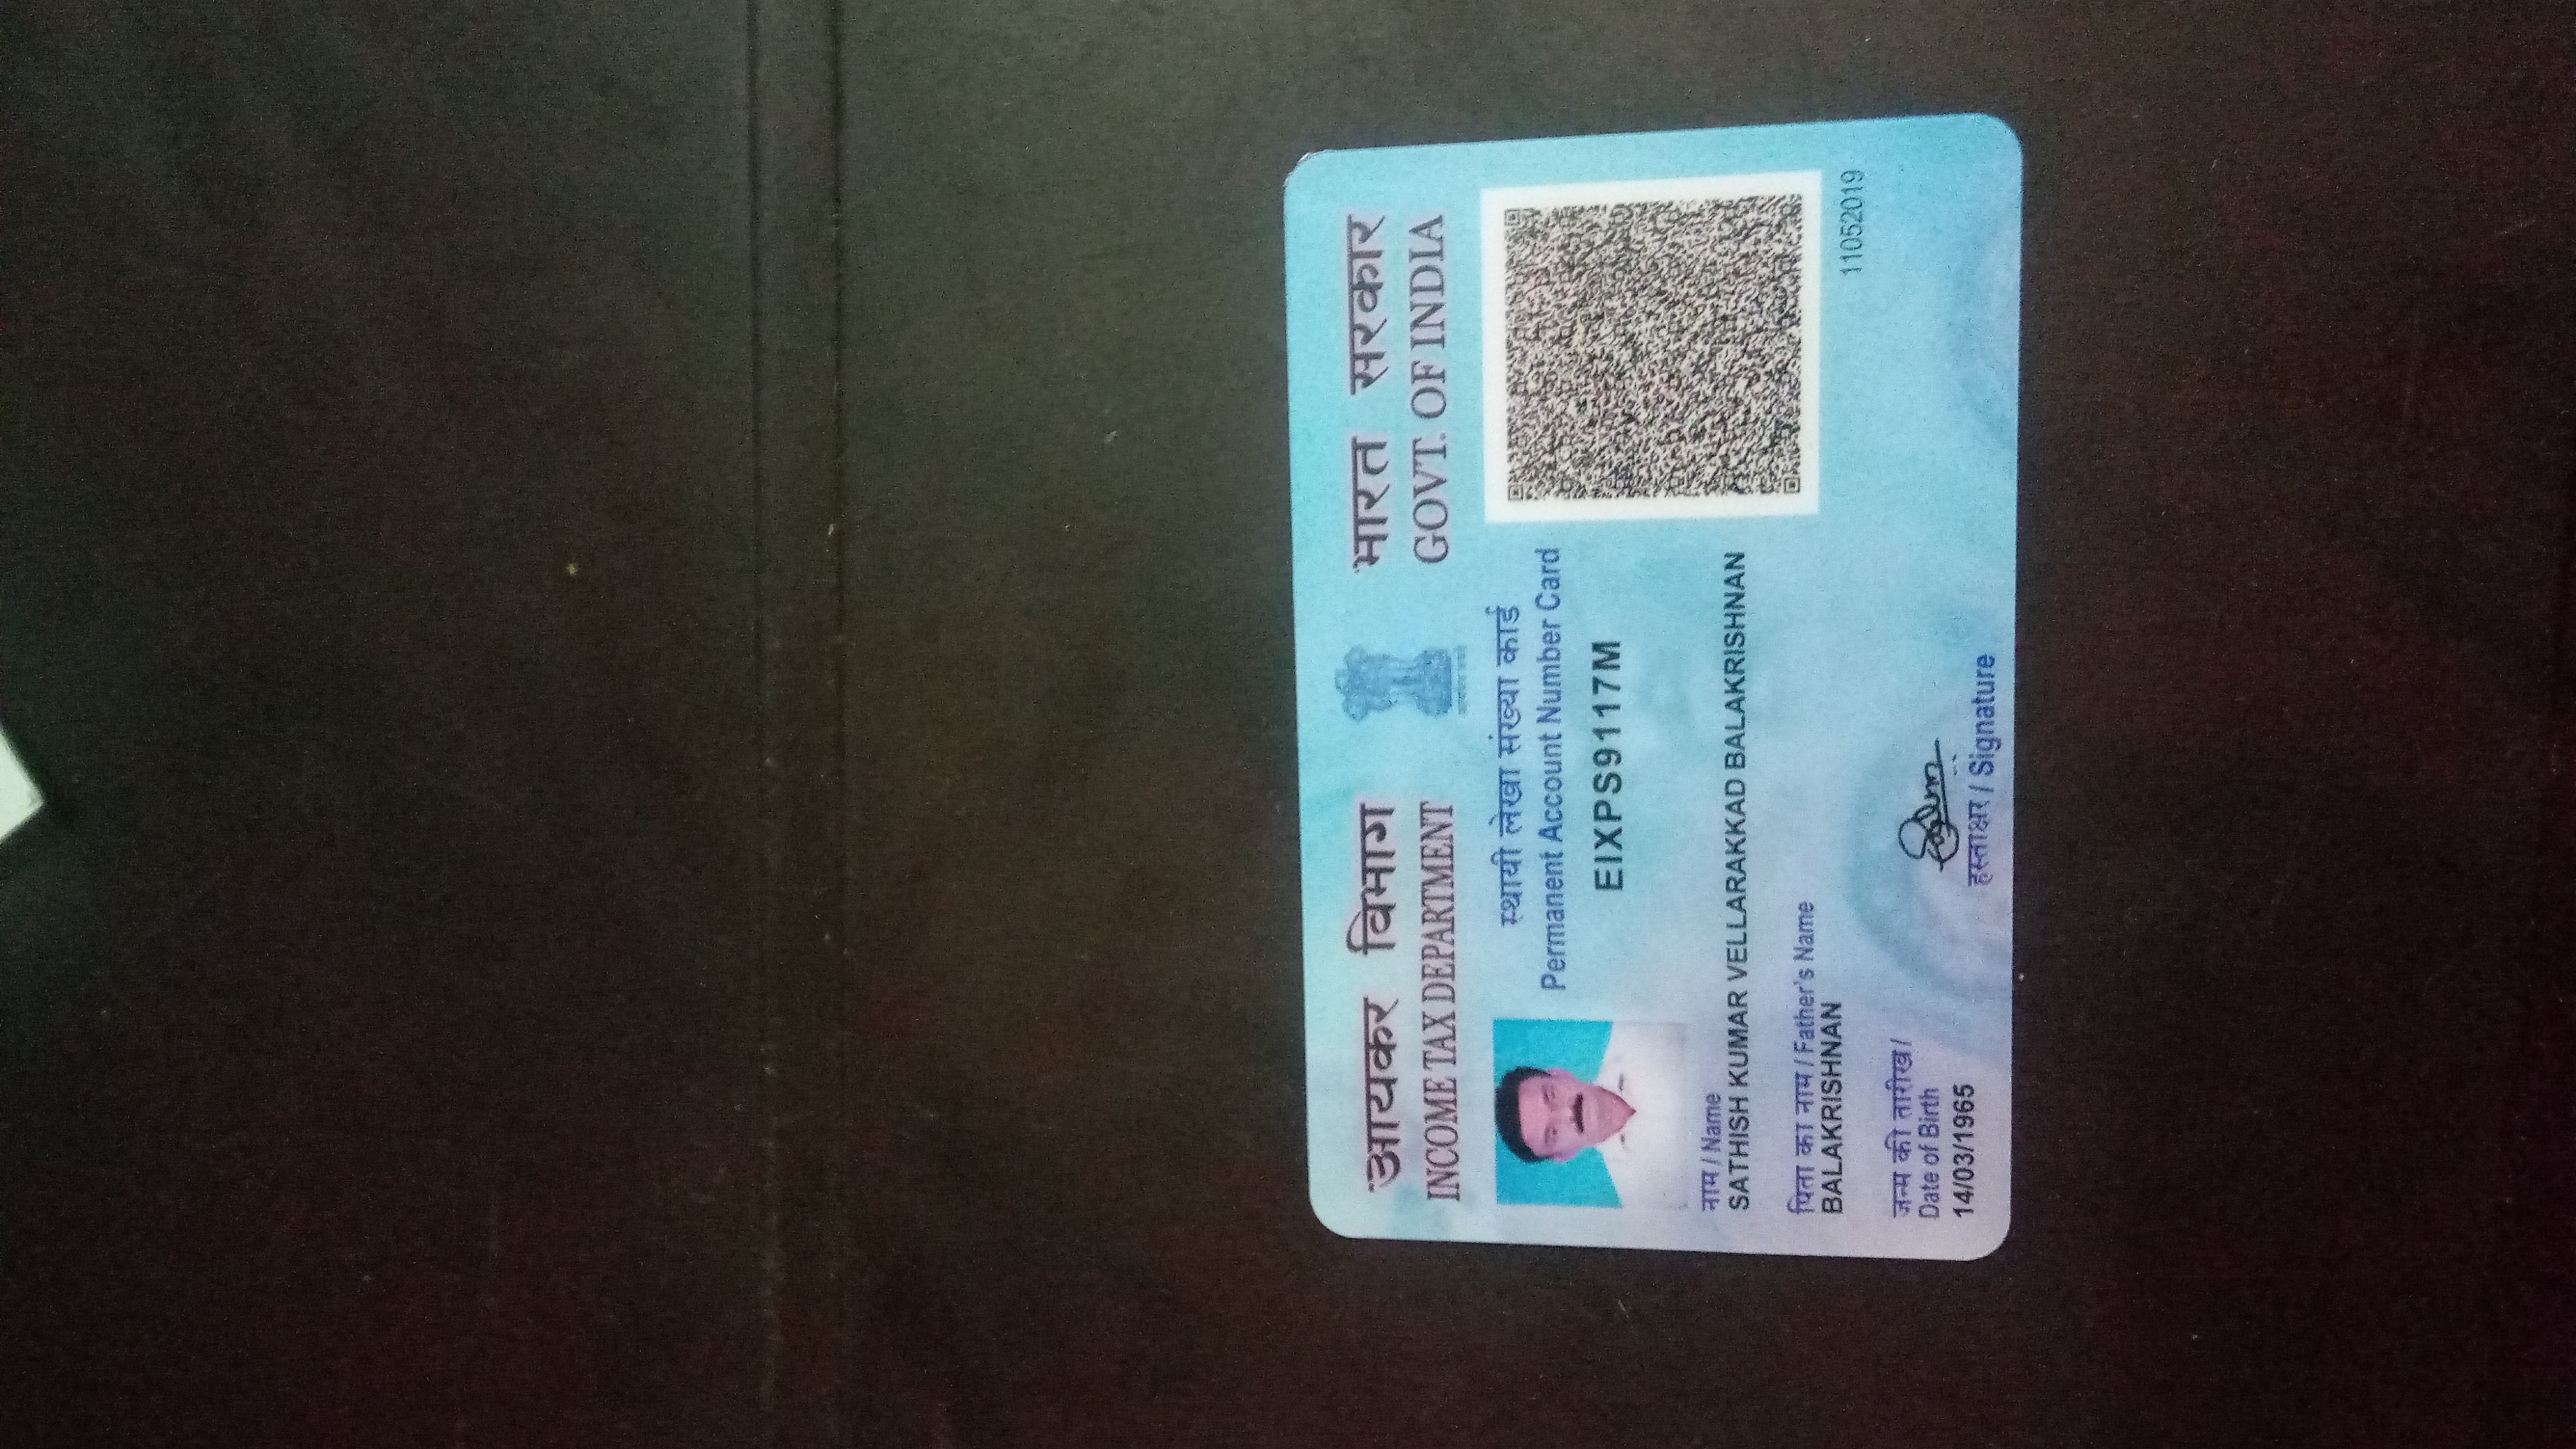 आयकर विभाग
INCOME TAX DEPARTMENT
भारत सरकार
GOVT. OF INDIA
स्थायी लेखा संख्या कार्ड
Permanent Account Number Card
EIXPS9117M
नाम / Name
SATHISH KUMAR VELLARAKKAD BALAKRISHNAN
पिता का नाम / Father's Name
BALAKRISHNAN
जन्म की तारीख /
Date of Birth
14/03/1965
हस्ताक्षर / Signature
11052019